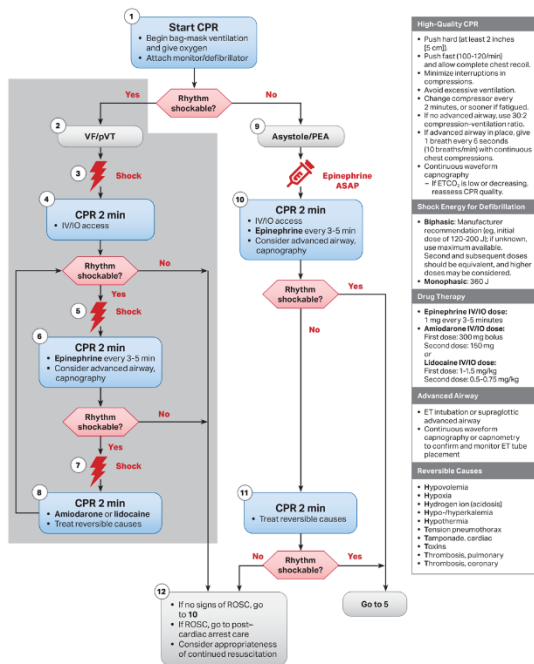 1
Start CPR
• Begin bag-mask ventilation
and give oxygen
• Attach monitor/defibrillator
Yes
Rhythm
shockable?
No
2
VF/pVT
9
Asystole/PEA
3
Shock
Epinephrine
ASAP
4
CPR 2 min
• IV/IO access
10
CPR 2 min
• IV/IO access
• Epinephrine every 3-5 min
• Consider advanced airway,
capnography
Rhythm
shockable?
No
Yes
Rhythm
shockable?
Yes
No
5
Shock
6
CPR 2 min
• Epinephrine every 3-5 min
• Consider advanced airway,
capnography
Rhythm
shockable?
No
Yes
7
Shock
8
CPR 2 min
• Amiodarone or lidocaine
• Treat reversible causes
11
CPR 2 min
• Treat reversible causes
No
Rhythm
shockable?
Yes
12
• If no signs of ROSC, go
to 10
• If ROSC, go to post–
cardiac arrest care
• Consider appropriateness
of continued resuscitation
Go to 5
High-Quality CPR
• Push hard (at least 2 inches
[5 cm]).
• Push fast (100-120/min)
and allow complete chest recoil.
• Minimize interruptions in
compressions.
• Avoid excessive ventilation.
• Change compressor every
2 minutes, or sooner if fatigued.
• If no advanced airway, use 30:2
compression-ventilation ratio.
• If advanced airway in place, give
1 breath every 6 seconds
(10 breaths/min) with continuous
chest compressions.
• Continuous waveform
capnography
– If ETCO₂ is low or decreasing,
reassess CPR quality.
Shock Energy for Defibrillation
• Biphasic: Manufacturer
recommendation (eg, initial
dose of 120-200 J); if unknown,
use maximum available.
Second and subsequent doses
should be equivalent, and higher
doses may be considered.
• Monophasic: 360 J
Drug Therapy
• Epinephrine IV/IO dose:
1 mg every 3-5 minutes
• Amiodarone IV/IO dose:
First dose: 300 mg bolus
Second dose: 150 mg
or
Lidocaine IV/IO dose:
First dose: 1-1.5 mg/kg
Second dose: 0.5-0.75 mg/kg
Advanced Airway
• ET intubation or supraglottic
advanced airway
• Continuous waveform
capnography or capnometry
to confirm and monitor ET tube
placement
Reversible Causes
• Hypovolemia
• Hypoxia
• Hydrogen ion (acidosis)
• Hypo-/hyperkalemia
• Hypothermia
• Tension pneumothorax
• Tamponade, cardiac
• Toxins
• Thrombosis, pulmonary
• Thrombosis, coronary